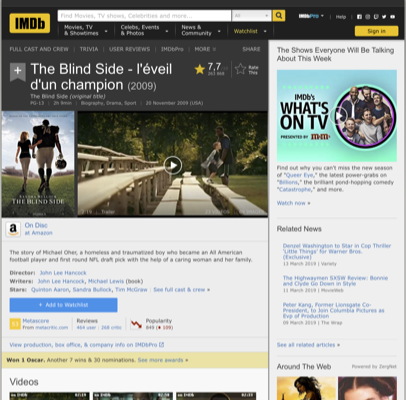 IMDb
Find Movies, TV shows, Celebrities and more...
All
IMDbPro
Help
Movies, TV
& Showtimes
Celebs, Events
& Photos
News &
Community
Watchlist
Sign in
FULL CAST AND CREW | TRIVIA | USER REVIEWS | IMDbPro | MORE
SHARE
The Blind Side - l'éveil
d'un champion (2009)
The Blind Side (original title)
PG-13 | 2h 9min | Biography, Drama, Sport | 20 November 2009 (USA)
7,7
Rate
This
Trailer
On Disc
at Amazon
The story of Michael Oher, a homeless and traumatized boy who became an All American
football player and first round NFL draft pick with the help of a caring woman and her family.
Director: John Lee Hancock
Writers: John Lee Hancock, Michael Lewis (book)
Stars: Quinton Aaron, Sandra Bullock, Tim McGraw | See full cast & crew »
+ Add to Watchlist
Metascore
From metacritic.com
Reviews
464 user | 268 critic
Popularity
849
View production, box office, & company info on IMDbPro
Won 1 Oscar. Another 7 wins & 30 nominations. See more awards »
Videos
The Shows Everyone Will Be Talking
About This Week
IMDb's
WHAT'S
ON TV
PRESENTED BY M&M'S
Find out why you can't miss the new season
of "Queer Eye," the latest power-grabs on
"Billions," the brilliant pond-hopping comedy
"Catastrophe," and more.
Watch now »
Related News
Denzel Washington to Star in Cop Thriller
'Little Things' for Warner Bros.
(Exclusive)
13 March 2019 | Variety
The Highwaymen SXSW Review: Bonnie
and Clyde Go Down in Style
11 March 2019 | MovieWeb
Peter Kang, Former Lionsgate Co-
President, to Join Columbia Pictures as
Evp of Production
09 March 2019 | The Wrap
See all related articles »
Around The Web
Powered by ZergNet